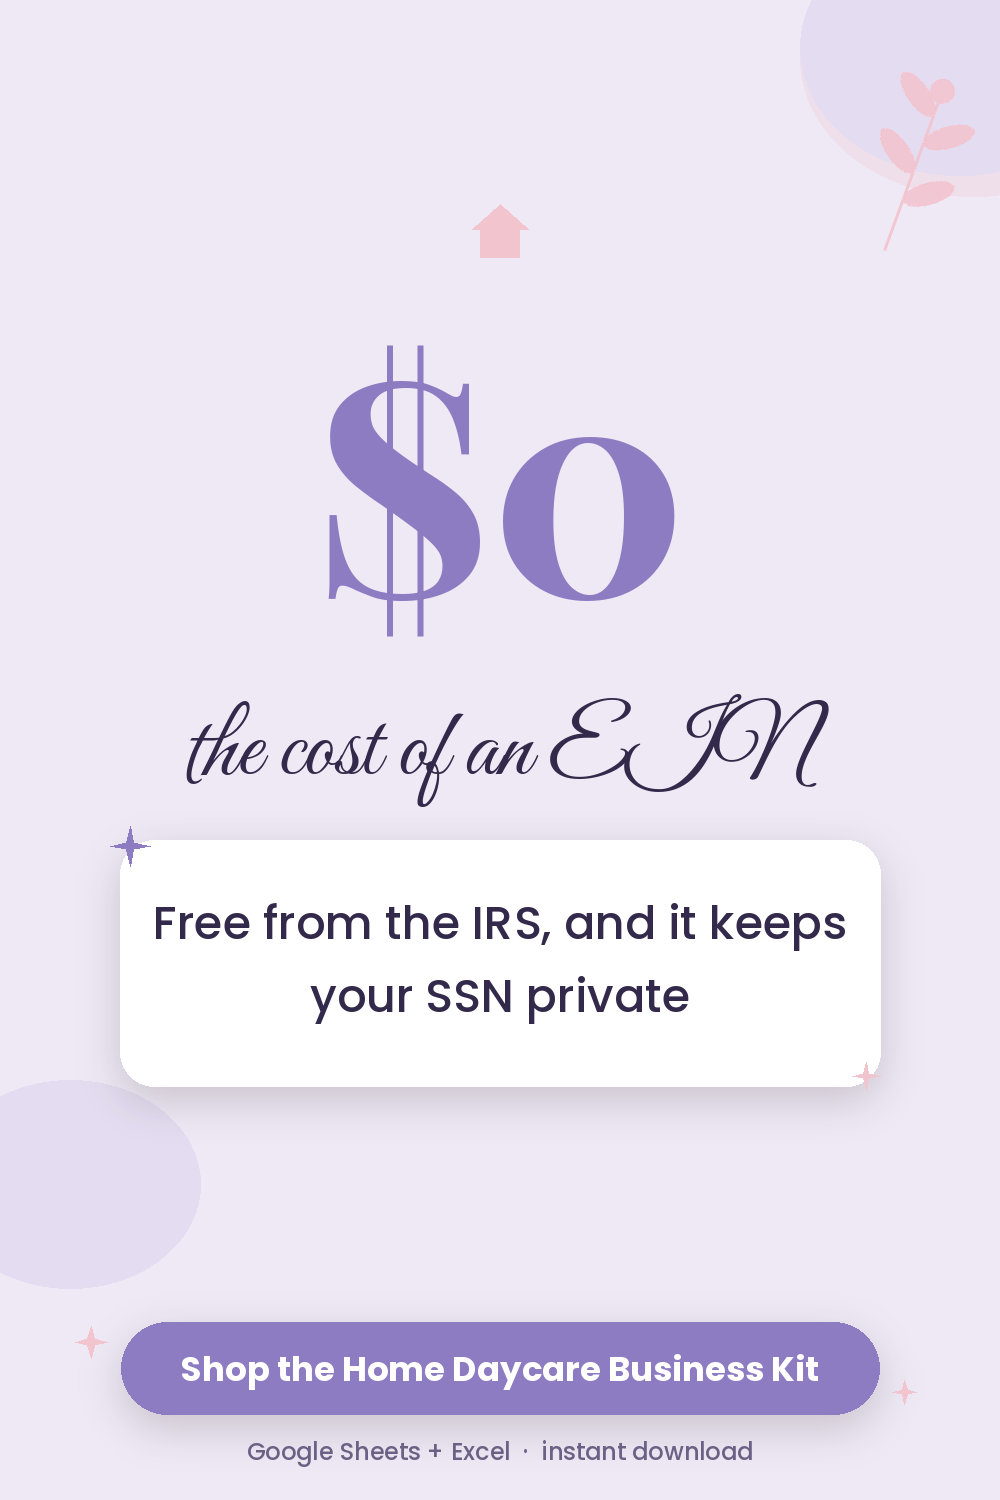 $0
the cost of an EIN
Free from the IRS, and it keeps
your SSN private
Shop the Home Daycare Business Kit
Google Sheets + Excel · instant download